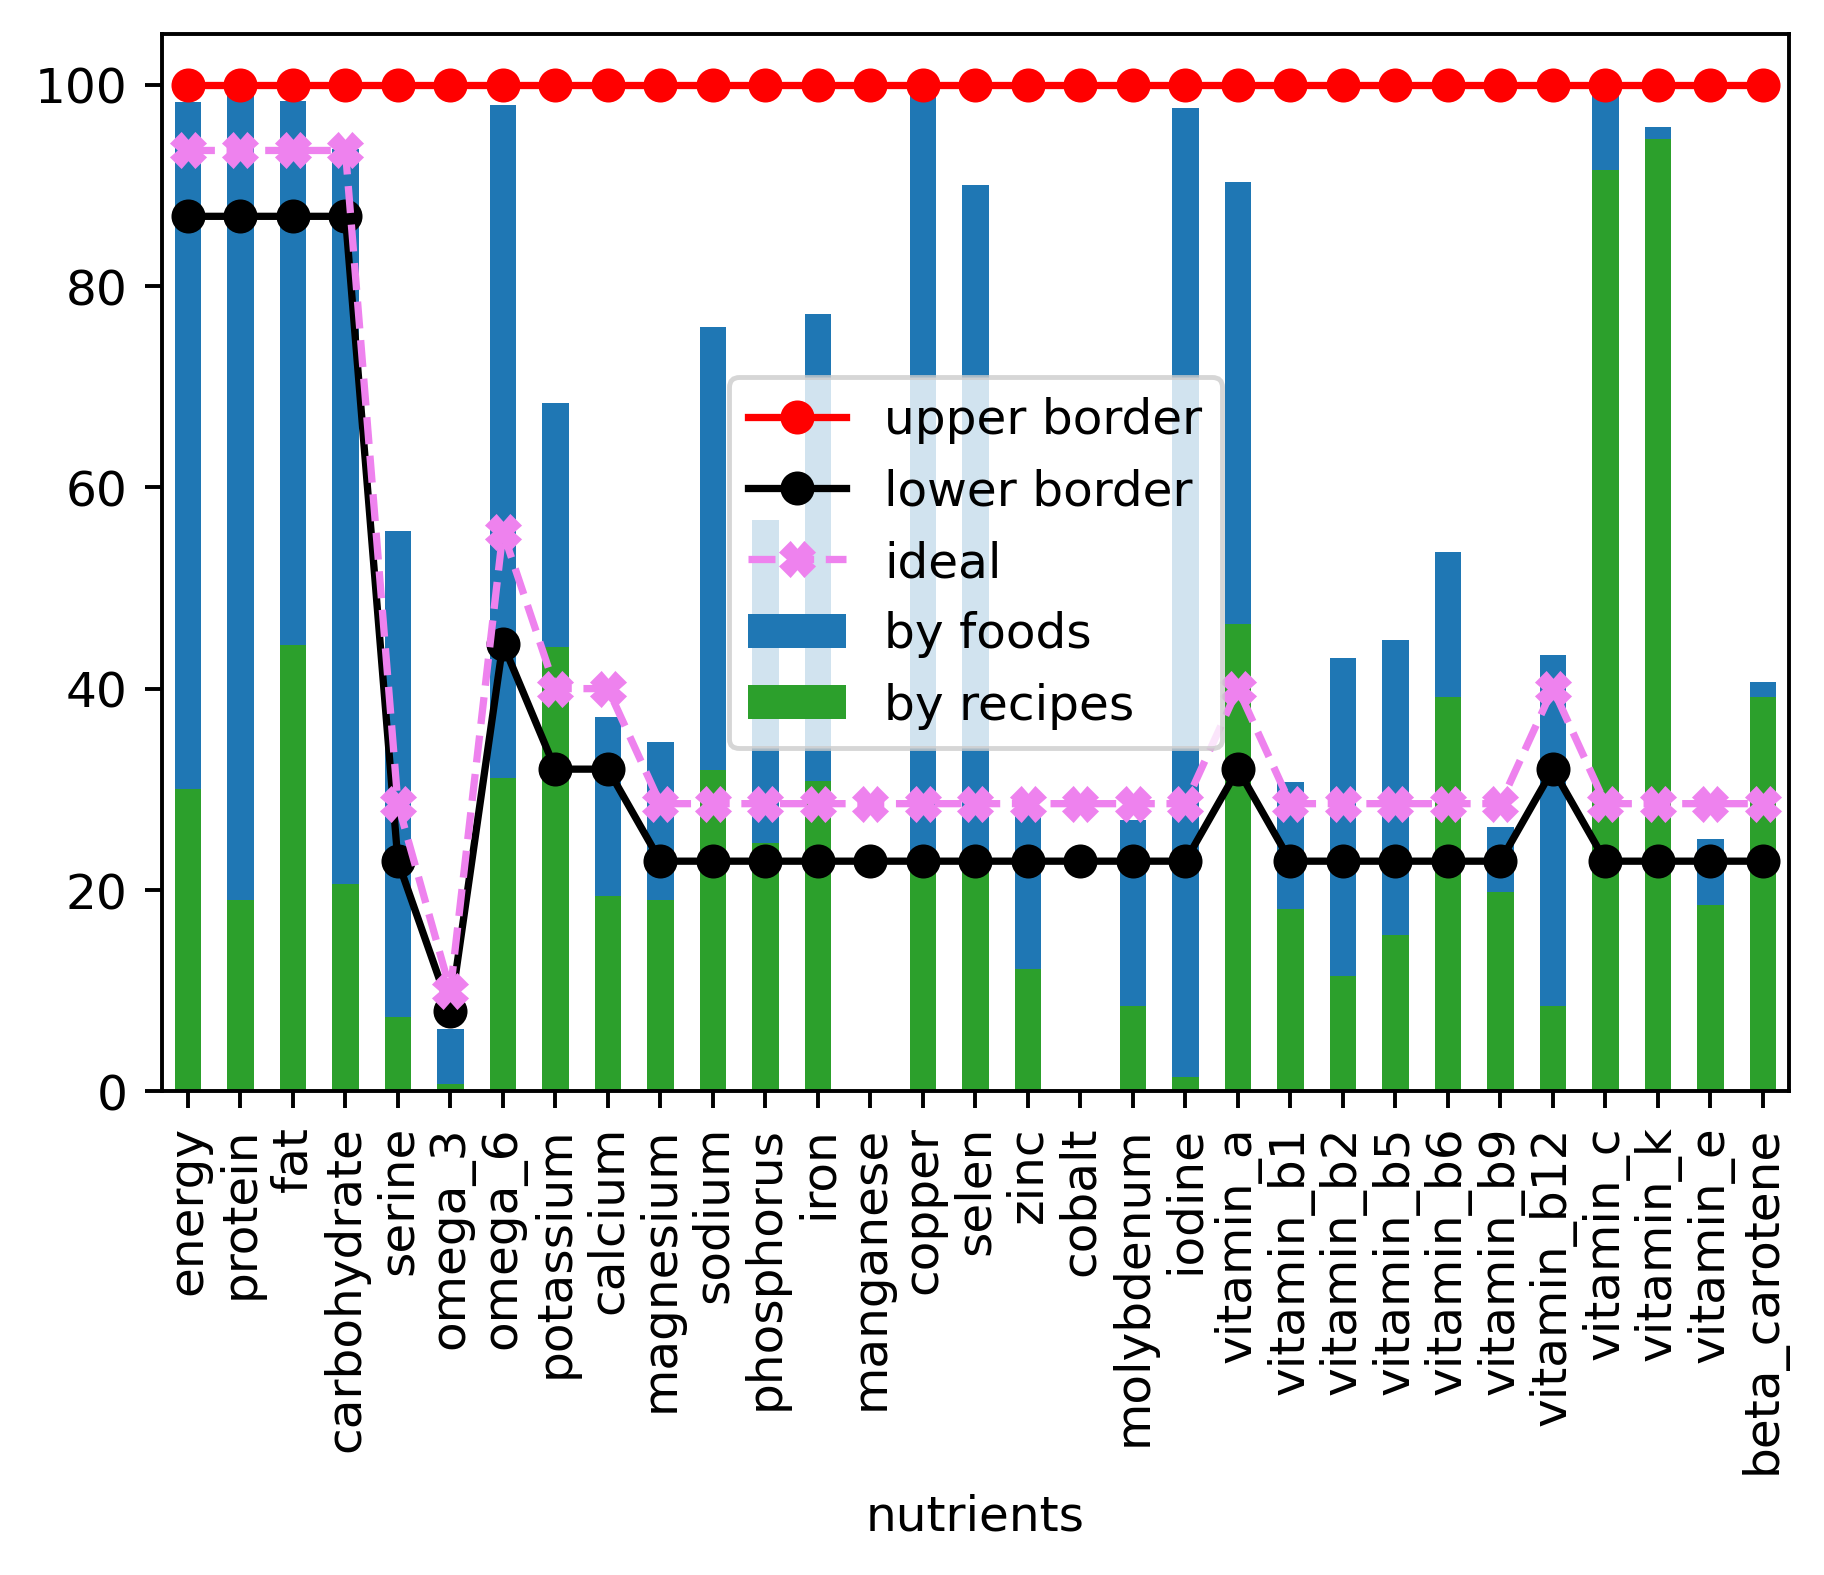 100
80
60
40
20
0
upper border
lower border
ideal
by foods
by recipes
energy
protein
fat
carbohydrate
serine
omega_3
omega_6
potassium
calcium
magnesium
sodium
phosphorus
iron
manganese
copper
selen
zinc
cobalt
molybdenum
iodine
vitamin_a
vitamin_b1
vitamin_b2
vitamin_b5
vitamin_b6
vitamin_b9
vitamin_b12
vitamin_c
vitamin_k
vitamin_e
beta_carotene
nutrients